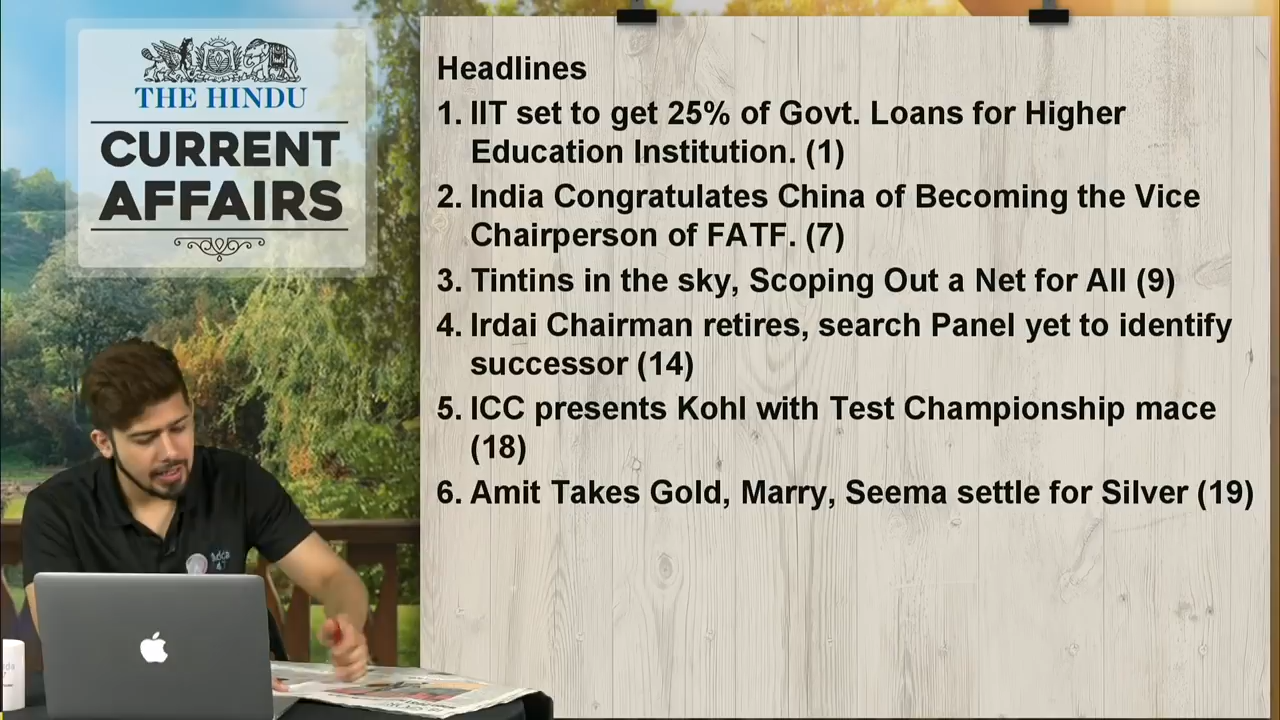 THE HINDU
CURRENT
AFFAIRS
Headlines
1. IIT set to get 25% of Govt. Loans for Higher
Education Institution. (1)
2. India Congratulates China of Becoming the Vice
Chairperson of FATF. (7)
3. Tintins in the sky, Scoping Out a Net for All (9)
4. Irdai Chairman retires, search Panel yet to identify
successor (14)
5. ICC presents Kohl with Test Championship mace
(18)
6. Amit Takes Gold, Marry, Seema settle for Silver (19)